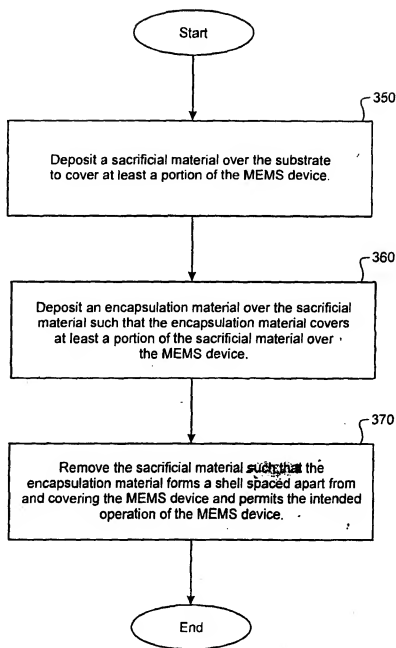 Start
350
Deposit a sacrificial material over the substrate
to cover at least a portion of the MEMS device.
360
Deposit an encapsulation material over the sacrificial
material such that the encapsulation material covers
at least a portion of the sacrificial material over
the MEMS device.
370
Remove the sacrificial material such that the
encapsulation material forms a shell spaced apart from
and covering the MEMS device and permits the intended
operation of the MEMS device.
End